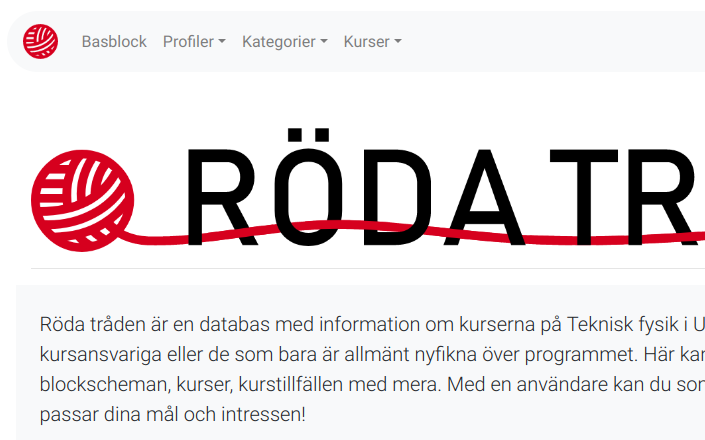 Basblock Profiler Kategorier Kurser
RÖDA TR
Röda tråden är en databas med information om kurserna på Teknisk fysik i U
kursansvariga eller de som bara är allmänt nyfikna över programmet. Här kan
blockscheman, kurser, kurstillfällen med mera. Med en användare kan du som
passar dina mål och intressen!